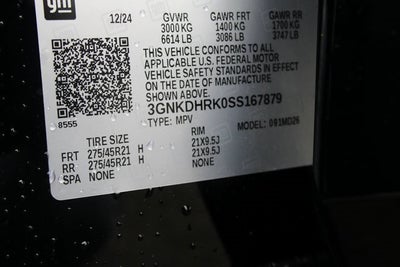 gm
12/24 GVWR GAWR FRT GAWR RR
3000 KG 1400 KG 1700 KG
6614 LB 3086 LB 3747 LB
THIS VEHICLE CONFORMS TO ALL
APPLICABLE U.S. FEDERAL MOTOR
VEHICLE SAFETY STANDARDS IN EFFECT
ON THE DATE OF MANUFACTURE
SHOWN ABOVE.
3GNKDHRK0SS167879
8555 TYPE: MPV MODEL: 061MD26
TIRE SIZE RIM
FRT 275/45R21 H 21X9.5J
RR 275/45R21 H 21X9.5J
SPA NONE NONE